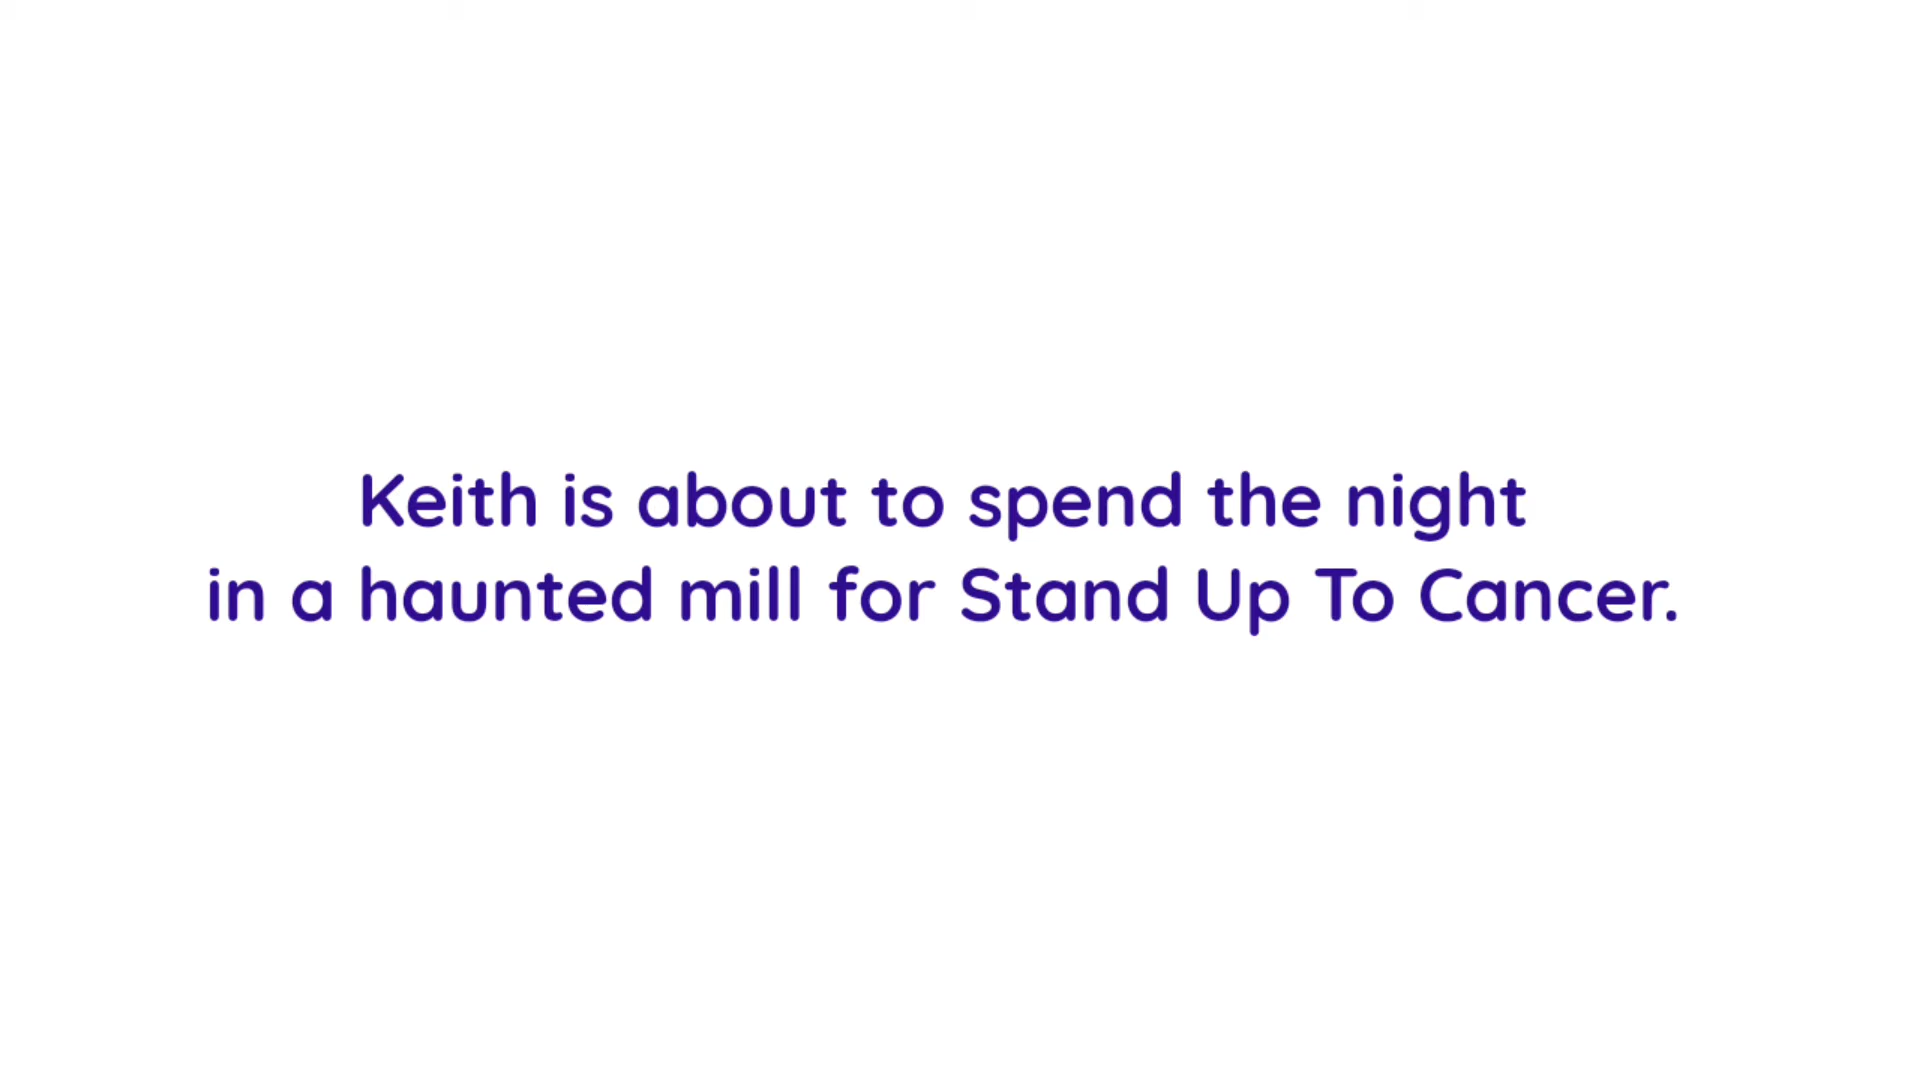 Keith is about to spend the night
in a haunted mill for Stand Up To Cancer.